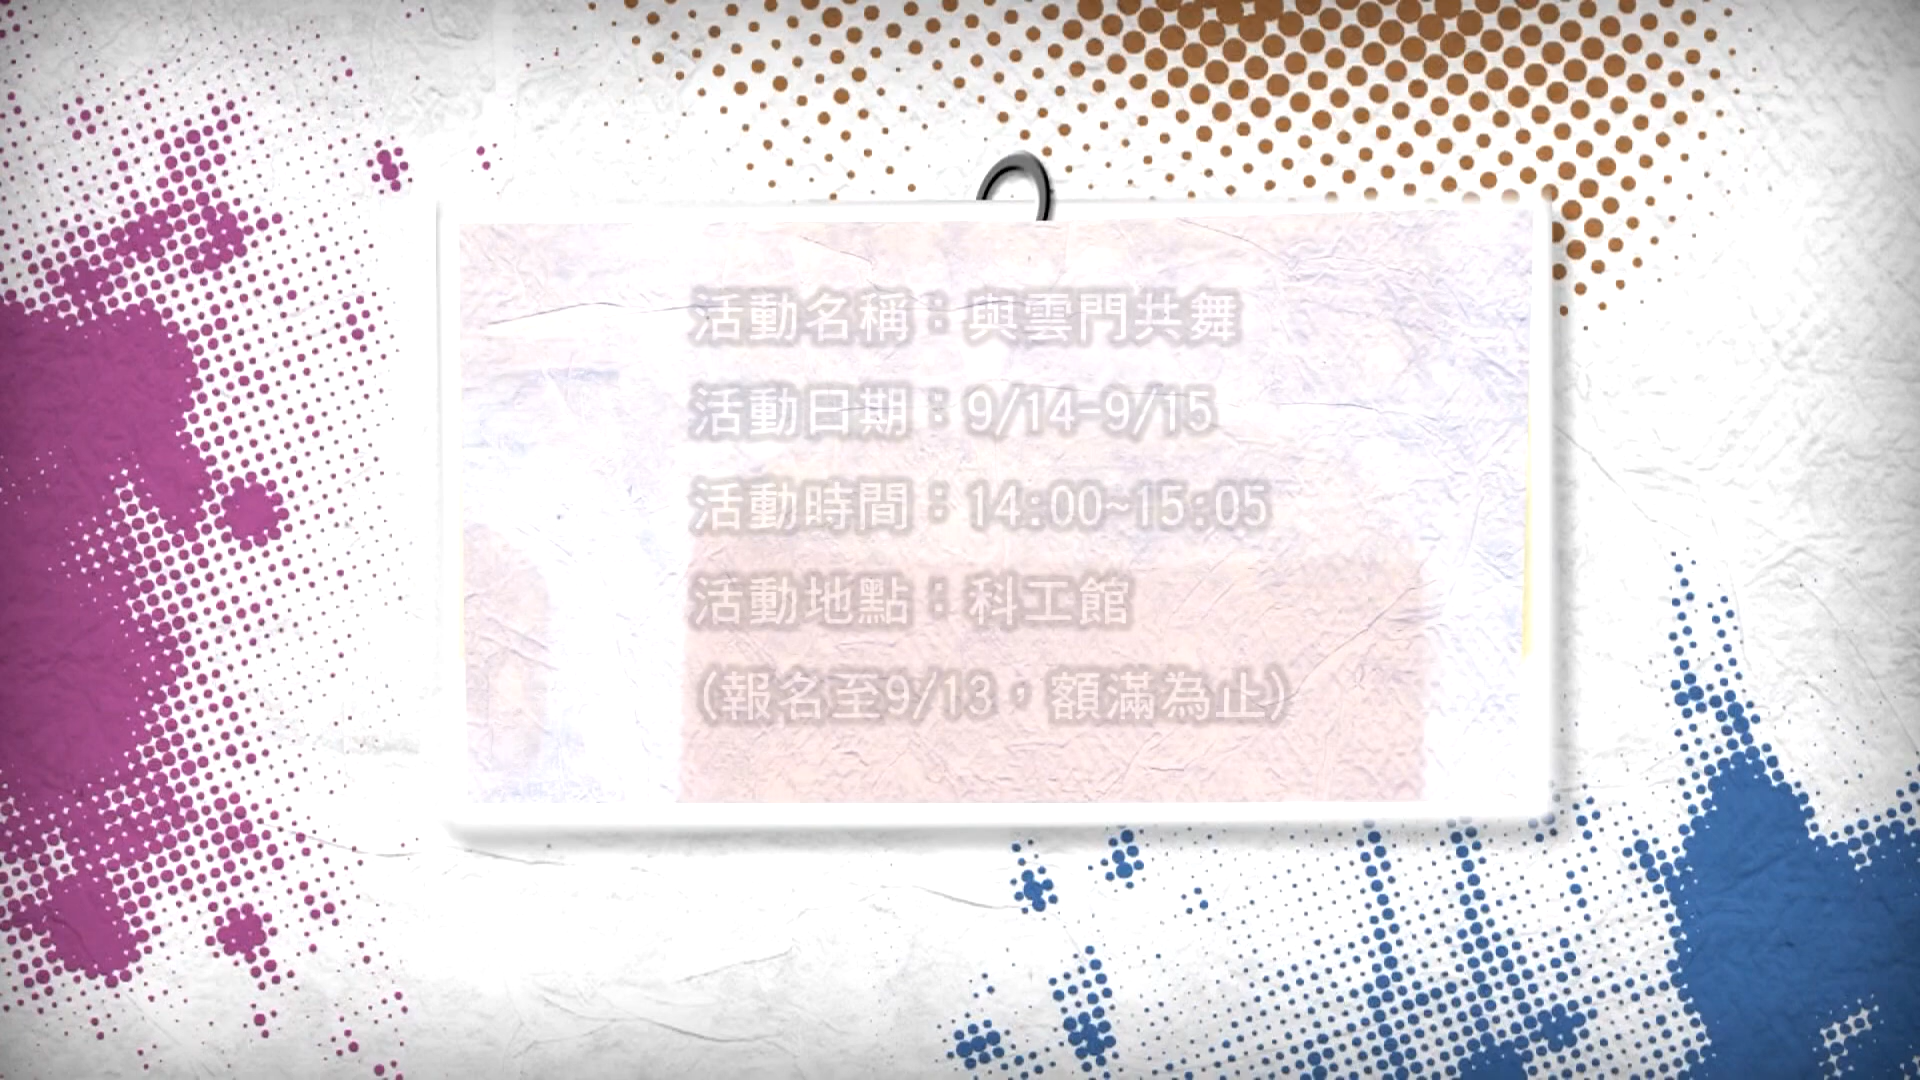 活動名稱：與雲門共舞
活動日期：9/14-9/15
活動時間：14:00~15:05
活動地點：科工館
(報名至9/13，額滿為止)